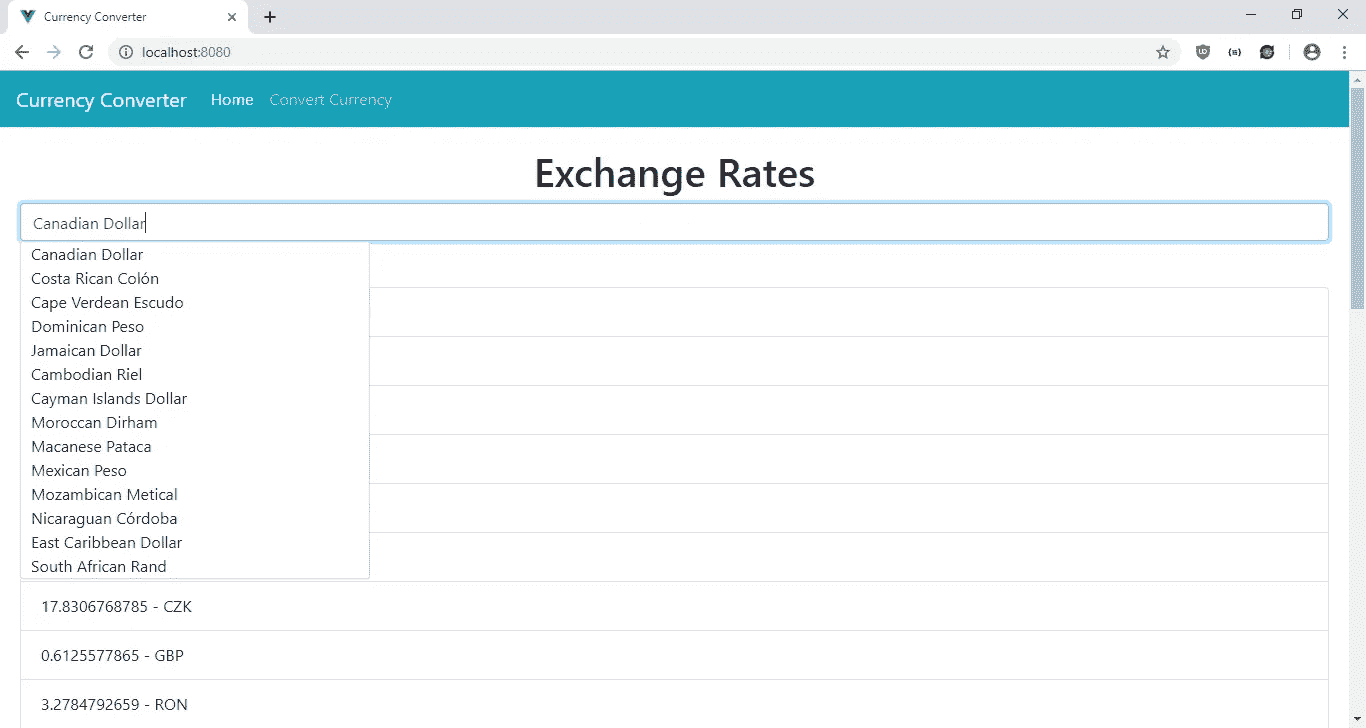 Currency Converter
localhost:8080
Currency Converter Home Convert Currency
Exchange Rates
Canadian Dollar
Canadian Dollar
Costa Rican Colón
Cape Verdean Escudo
Dominican Peso
Jamaican Dollar
Cambodian Riel
Cayman Islands Dollar
Moroccan Dirham
Macanese Pataca
Mexican Peso
Mozambican Metical
Nicaraguan Córdoba
East Caribbean Dollar
South African Rand
17.8306768785 - CZK
0.6125577865 - GBP
3.2784792659 - RON